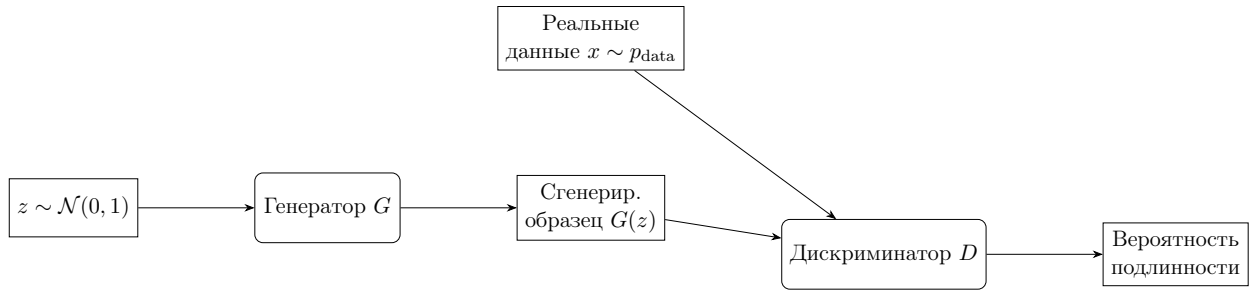 Реальные
данные x ∼ p_data
z ∼ 𝒩(0, 1)
Генератор G
Сгенерир.
образец G(z)
Дискриминатор D
Вероятность
подлинности